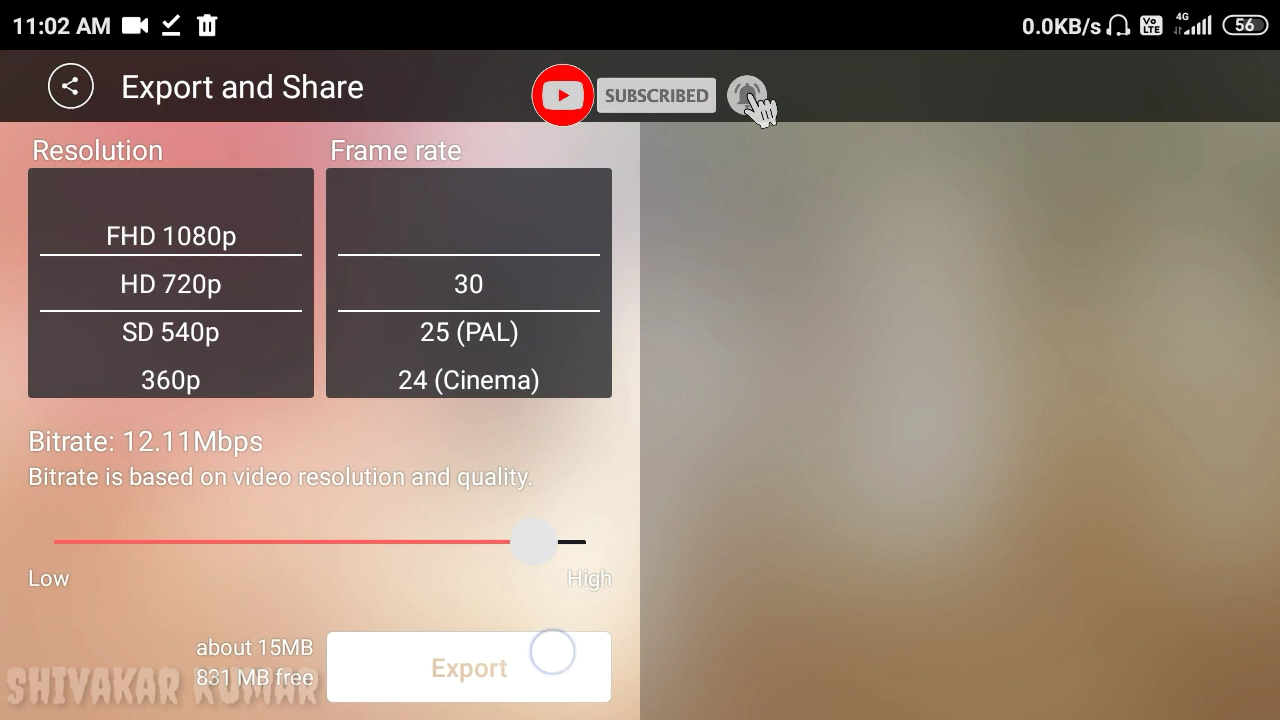 11:02 AM
0.0KB/s
Vo LTE
4G
56
Export and Share
SUBSCRIBED
Resolution
Frame rate
FHD 1080p
HD 720p
SD 540p
360p
30
25 (PAL)
24 (Cinema)
Bitrate: 12.11Mbps
Bitrate is based on video resolution and quality.
Low
High
about 15MB
831 MB free
Export
SHIVAKAR KUMAR